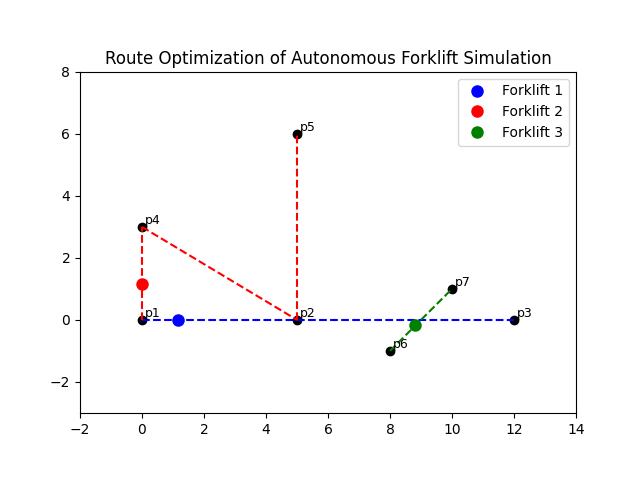 Route Optimization of Autonomous Forklift Simulation
8
6
4
2
0
−2
Forklift 1
Forklift 2
Forklift 3
p5
p4
p7
p1
p2
p3
p6
−2
0
2
4
6
8
10
12
14